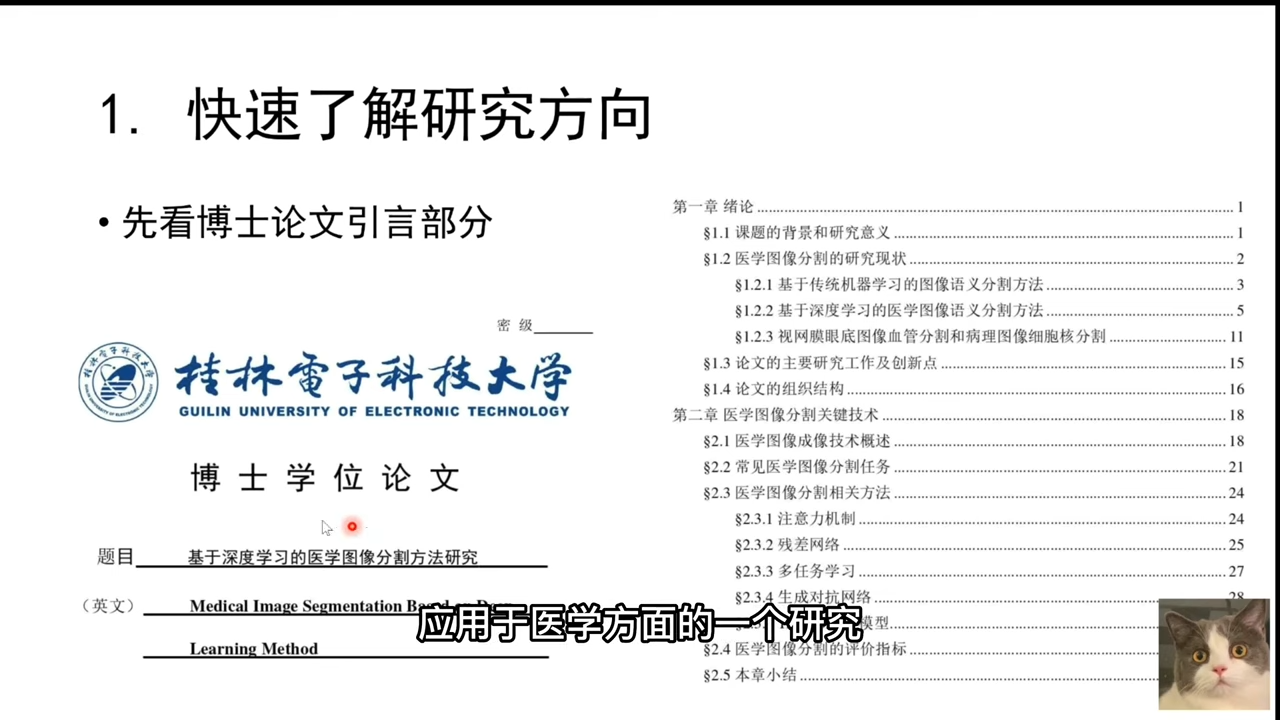 1. 快速了解研究方向
• 先看博士论文引言部分
密 级
桂林電子科技大学
GUILIN UNIVERSITY OF ELECTRONIC TECHNOLOGY
博士学位论文
题目 基于深度学习的医学图像分割方法研究
（英文） Medical Image Segmentation Based on
Learning Method
第一章 绪论 1
§1.1 课题的背景和研究意义 1
§1.2 医学图像分割的研究现状 2
§1.2.1 基于传统机器学习的图像语义分割方法 3
§1.2.2 基于深度学习的医学图像语义分割方法 5
§1.2.3 视网膜眼底图像血管分割和病理图像细胞核分割 11
§1.3 论文的主要研究工作及创新点 15
§1.4 论文的组织结构 16
第二章 医学图像分割关键技术 18
§2.1 医学图像成像技术概述 18
§2.2 常见医学图像分割任务 21
§2.3 医学图像分割相关方法 24
§2.3.1 注意力机制 24
§2.3.2 残差网络 25
§2.3.3 多任务学习 27
§2.3.4 生成对抗网络 28
模型
§2.4 医学图像分割的评价指标
§2.5 本章小结
应用于医学方面的一个研究